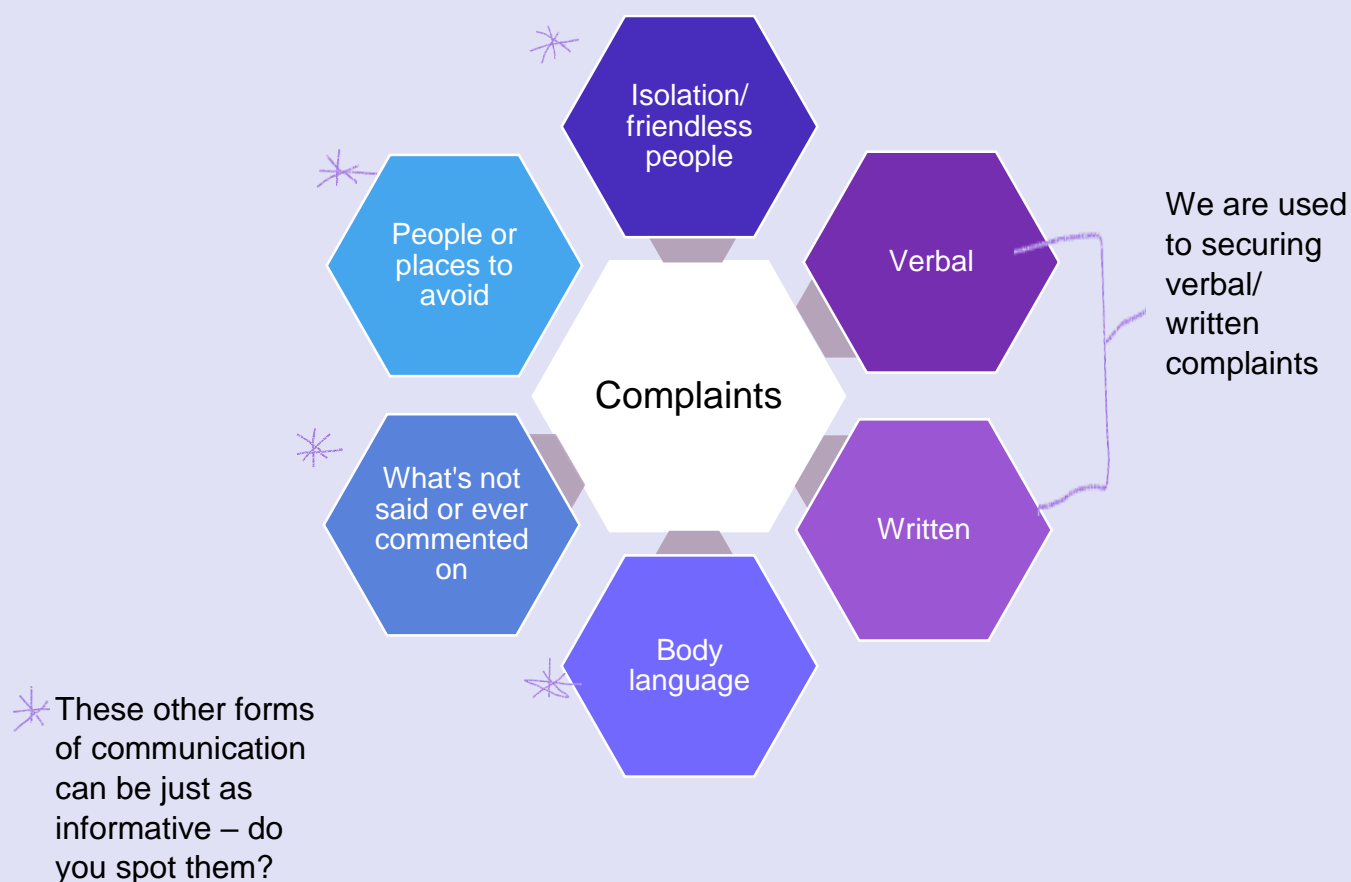 Isolation/
friendless
people
Verbal
Written
Body
language
What's not
said or ever
commented
on
People or
places to
avoid
Complaints
We are used
to securing
verbal/
written
complaints
These other forms
of communication
can be just as
informative – do
you spot them?